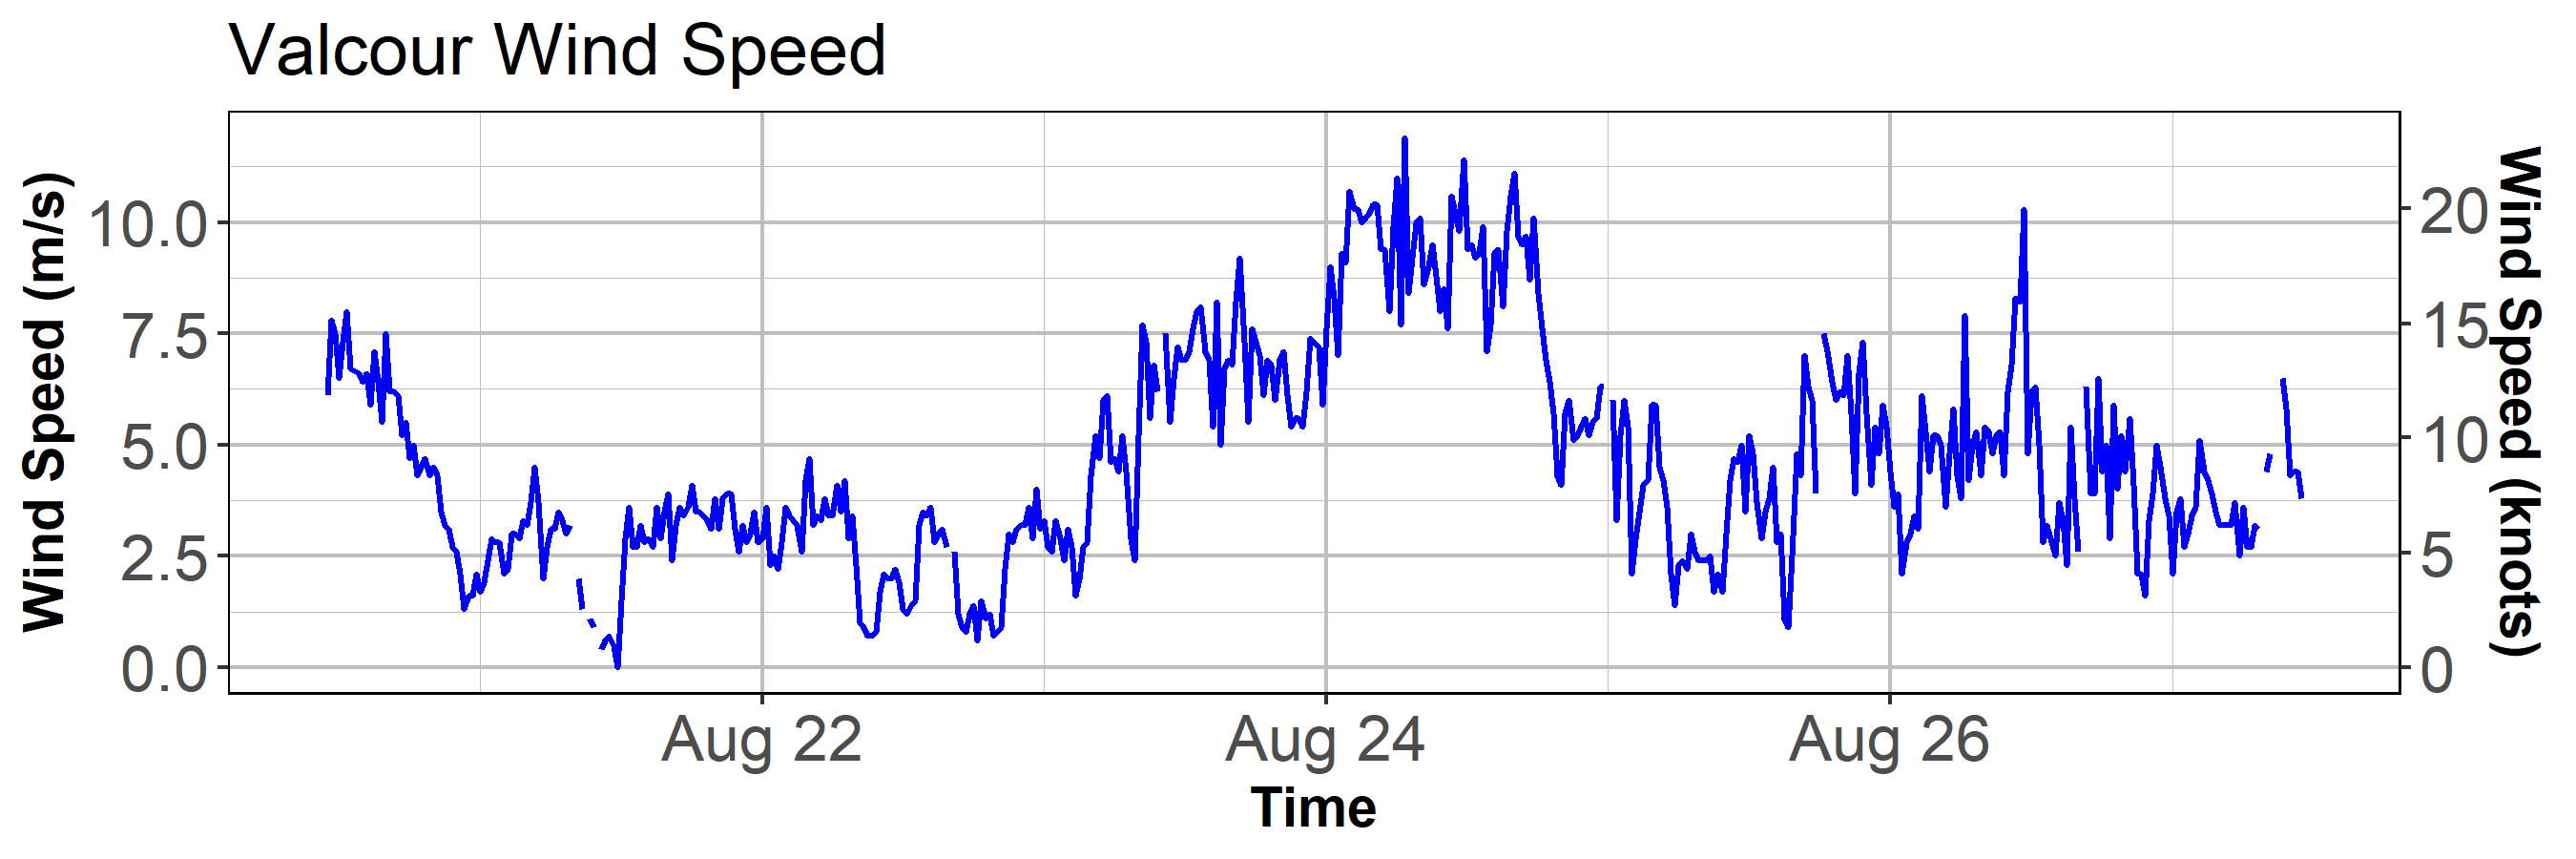 Valcour Wind Speed
Wind Speed (m/s)
10.0
7.5
5.0
2.5
0.0
20
15
10
5
0
Wind Speed (knots)
Aug 22
Aug 24
Aug 26
Time